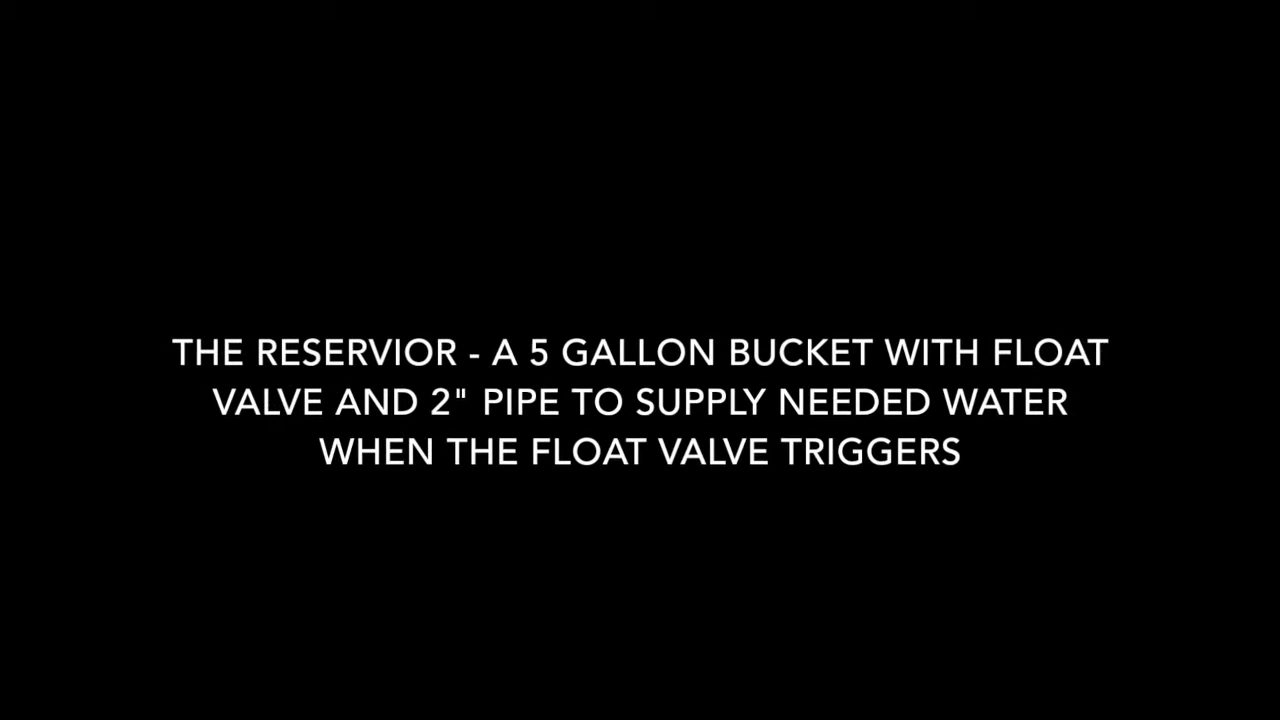 THE RESERVIOR - A 5 GALLON BUCKET WITH FLOAT
VALVE AND 2" PIPE TO SUPPLY NEEDED WATER
WHEN THE FLOAT VALVE TRIGGERS